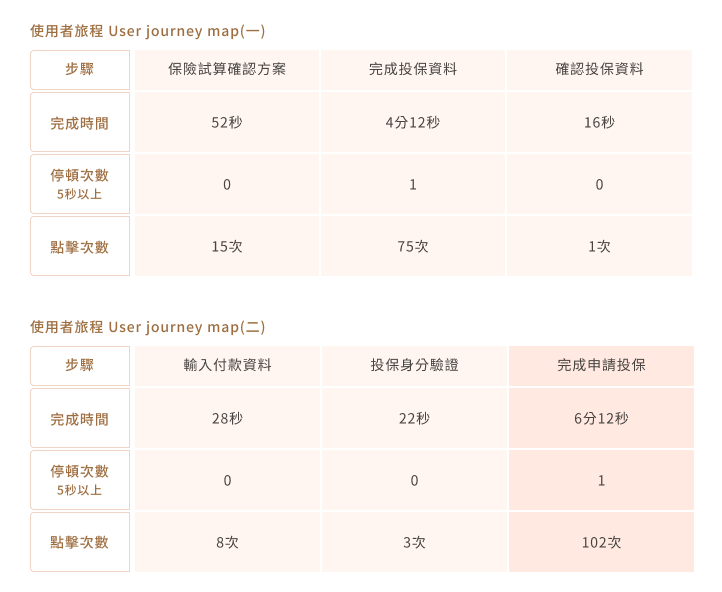 使用者旅程 User journey map(一)
步驟 保險試算確認方案 完成投保資料 確認投保資料
完成時間 52秒 4分12秒 16秒
停頓次數
5秒以上 0 1 0
點擊次數 15次 75次 1次
使用者旅程 User journey map(二)
步驟 輸入付款資料 投保身分驗證 完成申請投保
完成時間 28秒 22秒 6分12秒
停頓次數
5秒以上 0 0 1
點擊次數 8次 3次 102次